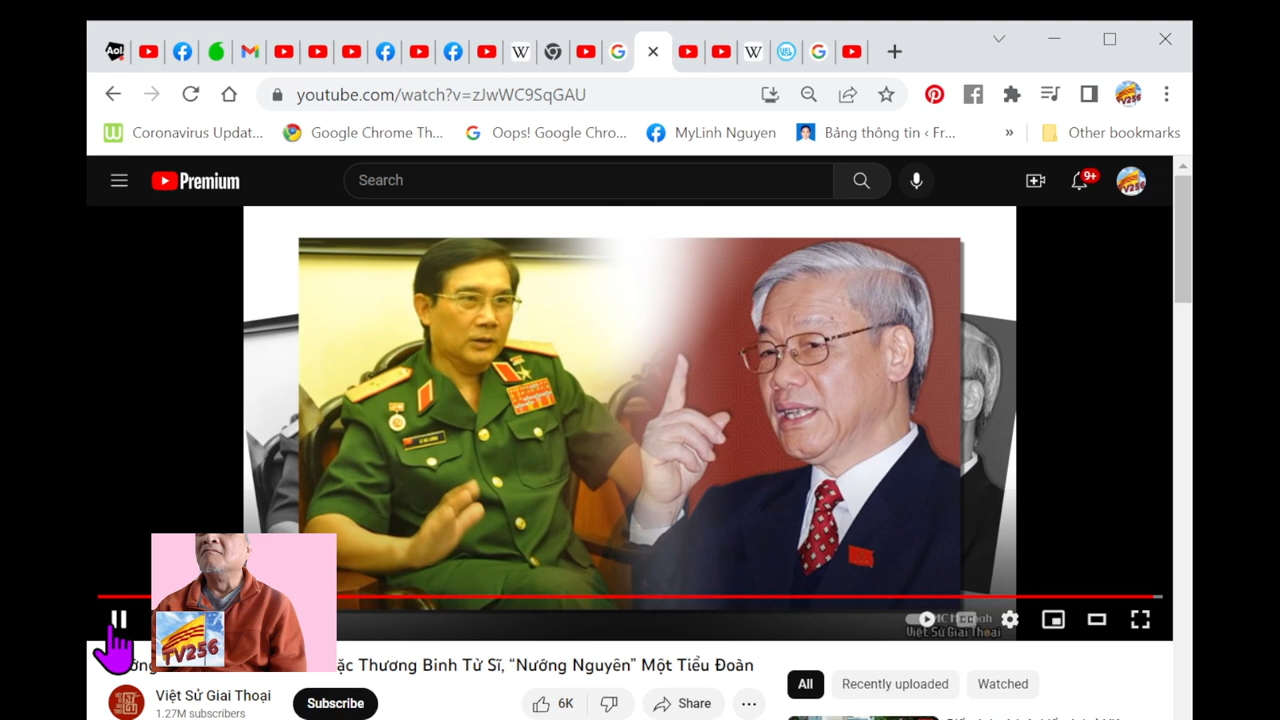 Aol.
youtube.com/watch?v=zJwWC9SqGAU
Coronavirus Updat... Google Chrome Th... Oops! Google Chro... MyLinh Nguyen Bảng thông tin ‹ Fr... » Other bookmarks
Premium Search 9+ TV256
TV256
Việt Sử Giai Thoại
ặc Thương Binh Tử Sĩ, “Nướng Nguyên” Một Tiểu Đoàn
All Recently uploaded Watched
Việt Sử Giai Thoại
1.27M subscribers
Subscribe 6K Share ...